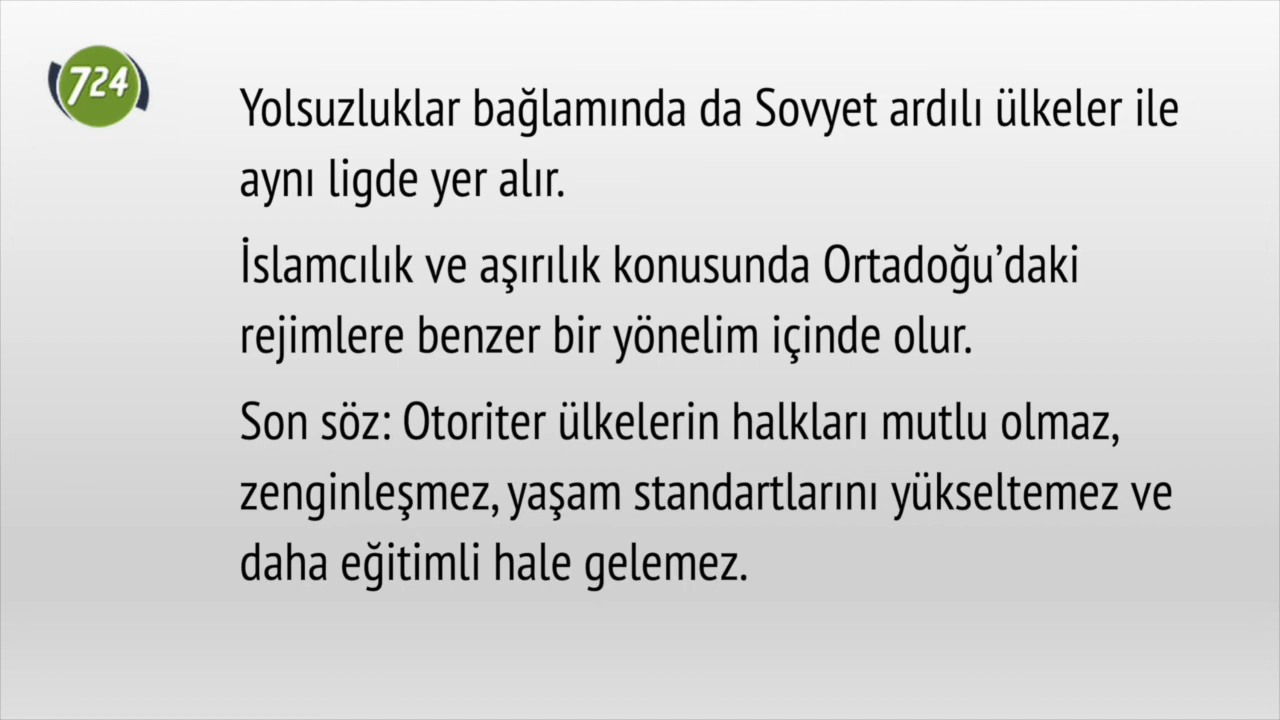 724
Yolsuzluklar bağlamında da Sovyet ardılı ülkeler ile
aynı ligde yer alır.
İslamcılık ve aşırılık konusunda Ortadoğu’daki
rejimlere benzer bir yönelim içinde olur.
Son söz: Otoriter ülkelerin halkları mutlu olmaz,
zenginleşmez, yaşam standartlarını yükseltemez ve
daha eğitimli hale gelemez.